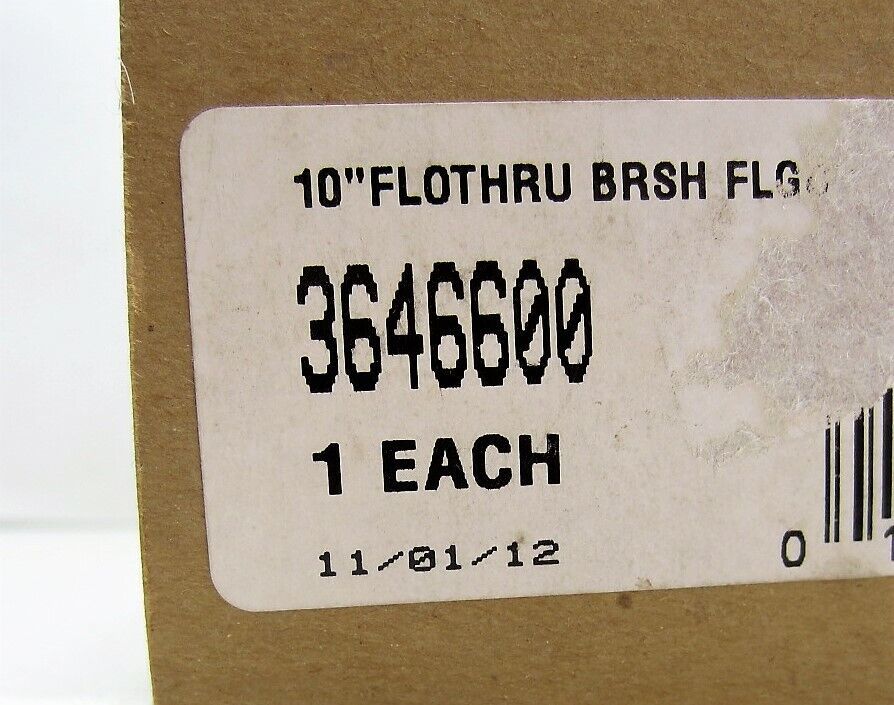 10"FLOTHRU BRSH FLG
3646600
1 EACH
11/01/12
0 1